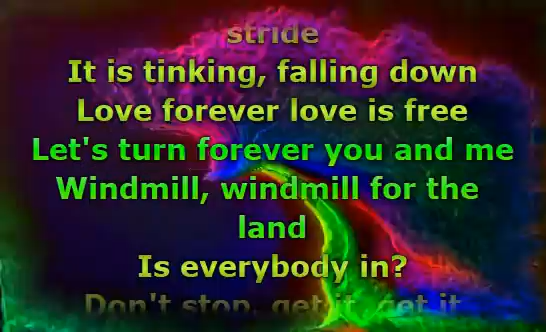 stride
It is tinking, falling down
Love forever love is free
Let's turn forever you and me
Windmill, windmill for the
land
Is everybody in?
Don't stop, get it, get it